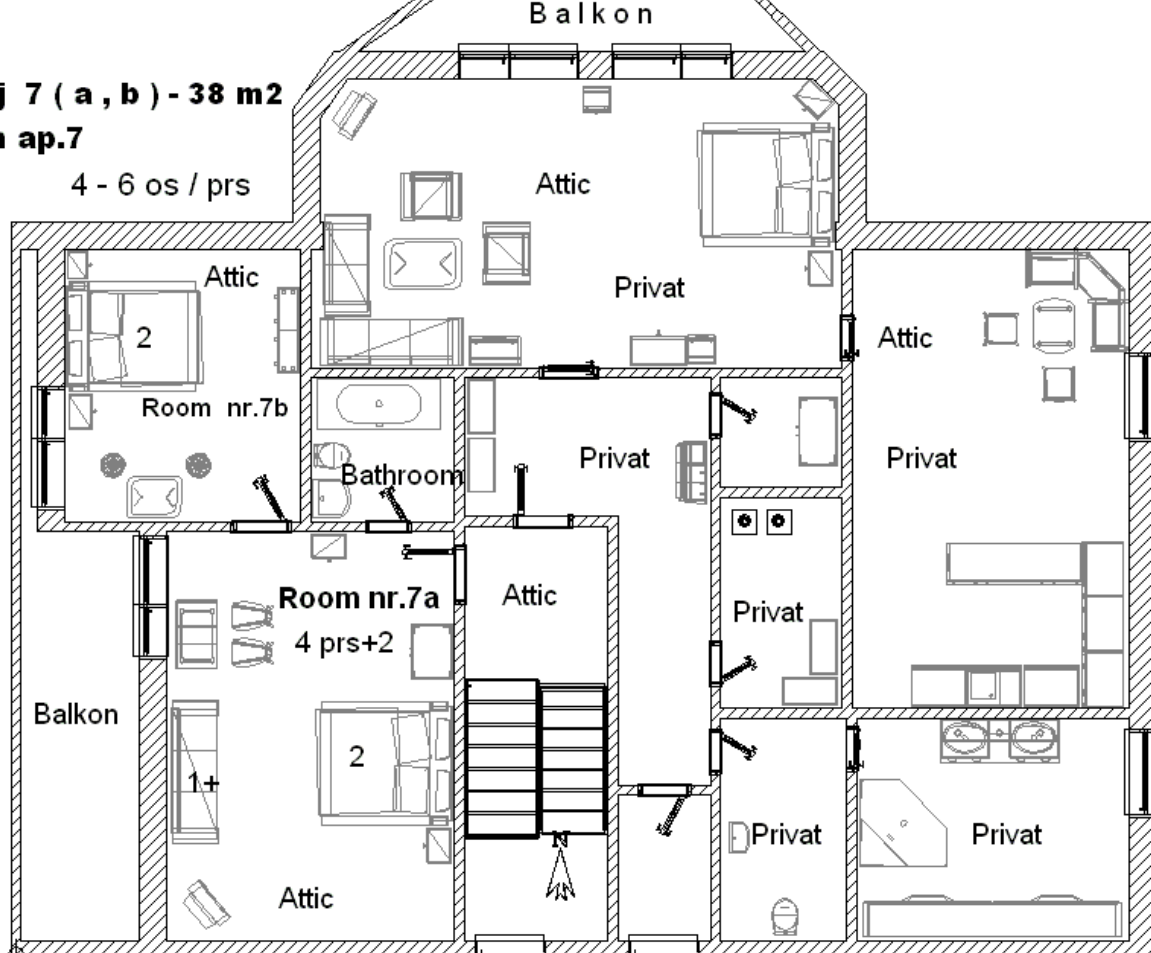 Balkon
j 7 ( a , b ) - 38 m2
ap.7
4 - 6 os / prs
Attic
Attic
Privat
2
Attic
Room nr.7b
Privat
Privat
Bathroom
Attic
Room nr.7a
4 prs+2
Privat
Balkon
2
1+
N
Privat
Privat
Attic